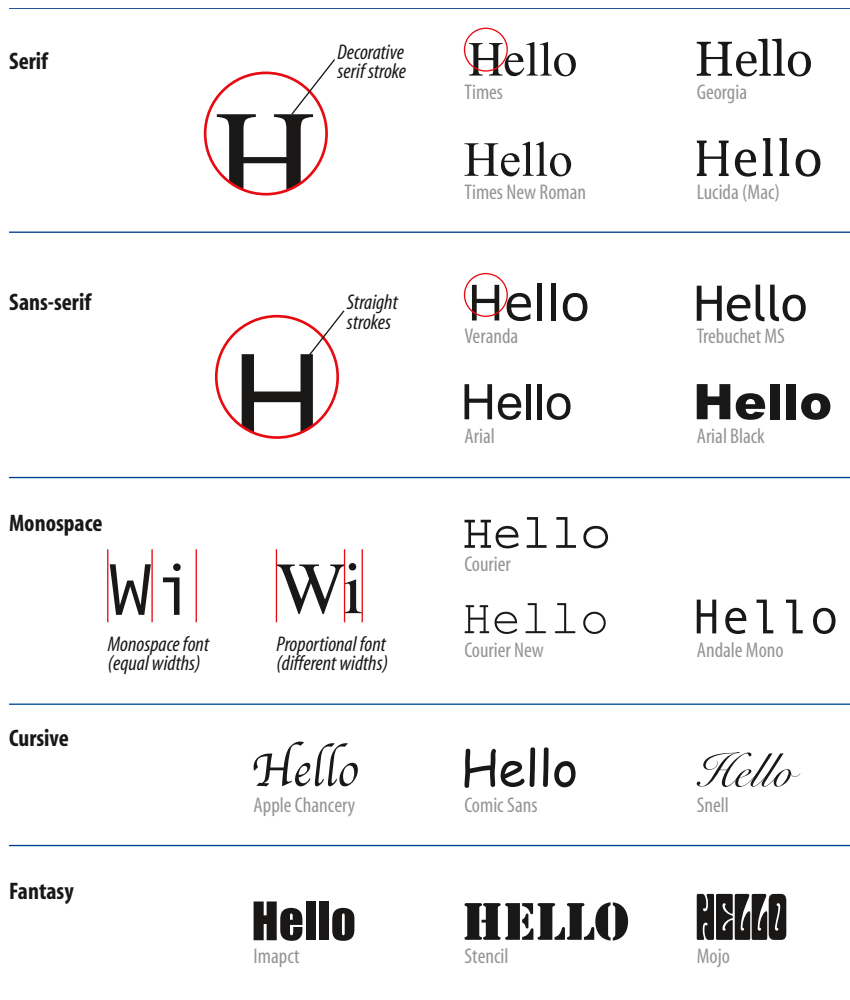 Serif
Decorative
serif stroke
H
Hello
Times
Hello
Georgia
Hello
Times New Roman
Hello
Lucida (Mac)
Sans-serif
Straight
strokes
H
Hello
Veranda
Hello
Trebuchet MS
Hello
Arial
Hello
Arial Black
Monospace
Wi
Monospace font
(equal widths)
Wi
Proportional font
(different widths)
Hello
Courier
Hello
Courier New
Hello
Andale Mono
Cursive
Hello
Apple Chancery
Hello
Comic Sans
Hello
Snell
Fantasy
Hello
Imapct
HELLO
Stencil
HELLO
Mojo